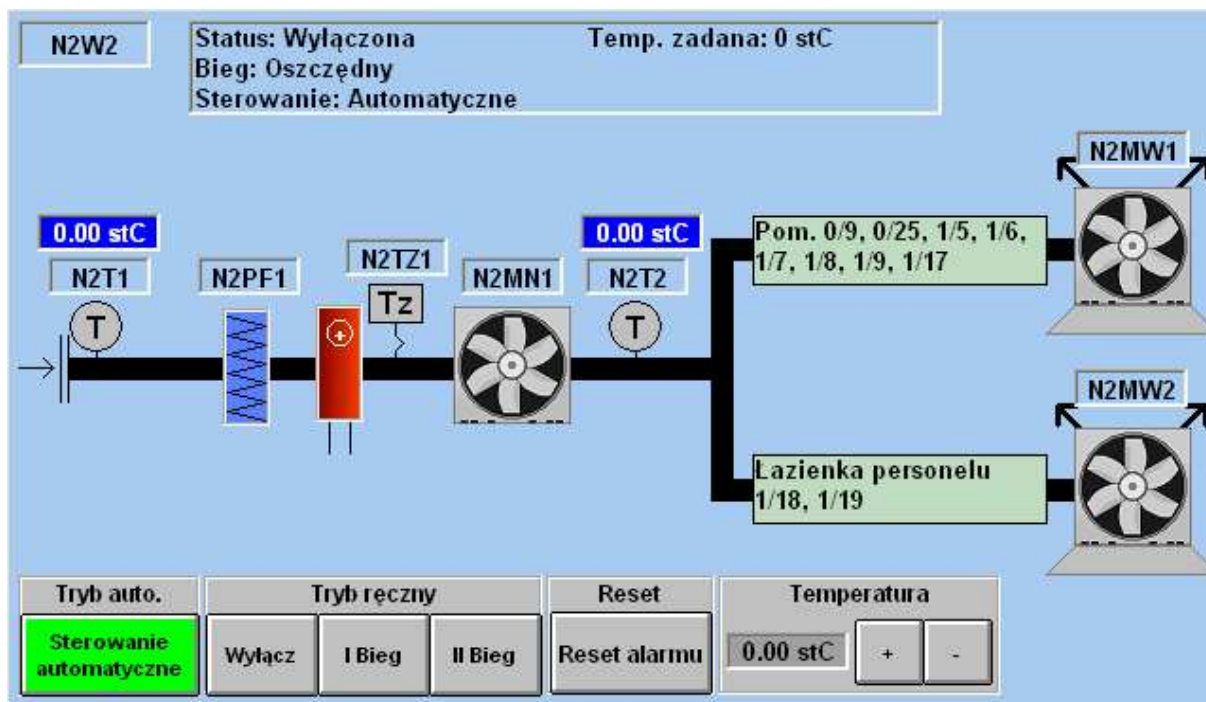 N2W2
Status: Wyłączona
Temp. zadana: 0 stC
Bieg: Oszczędny
Sterowanie: Automatyczne
N2MW1
0.00 stC
0.00 stC
Pom. 0/9, 0/25, 1/5, 1/6,
1/7, 1/8, 1/9, 1/17
N2T1
N2PF1
N2TZ1
N2MN1
N2T2
T
Tz
T
N2MW2
Łazienka personelu
1/18, 1/19
Tryb auto.
Tryb ręczny
Reset
Temperatura
Sterowanie
automatyczne
Wyłącz
I Bieg
II Bieg
Reset alarmu
0.00 stC
+
-